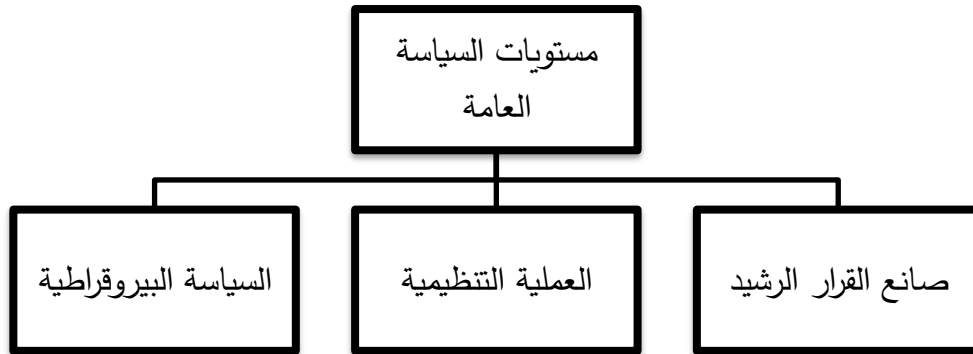 مستويات السياسة
العامة
صانع القرار الرشيد
العملية التنظيمية
السياسة البيروقراطية